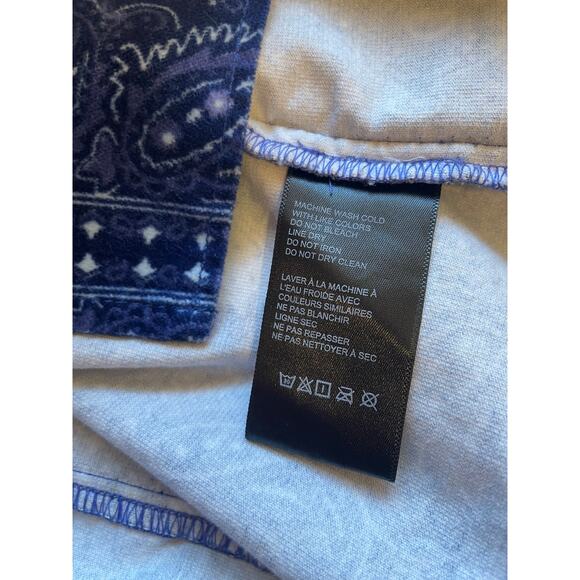 MACHINE WASH COLD
WITH LIKE COLORS
DO NOT BLEACH
LINE DRY
DO NOT IRON
DO NOT DRY CLEAN
LAVER À LA MACHINE À
L'EAU FROIDE AVEC
COULEURS SIMILAIRES
NE PAS BLANCHIR
LIGNE SEC
NE PAS REPASSER
NE PAS NETTOYER À SEC